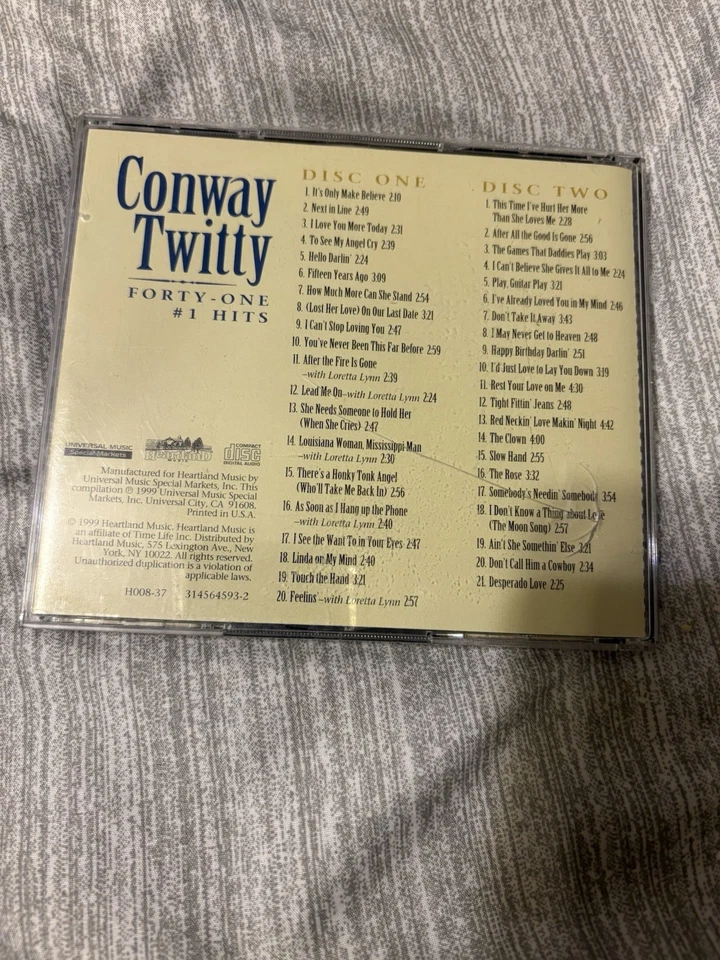 Conway
Twitty
FORTY-ONE
#1 HITS
UNIVERSAL MUSIC
Special Markets
HEARTLAND
COMPACT
disc
DIGITAL AUDIO
Manufactured for Heartland Music by
Universal Music Special Markets, Inc. This
compilation ℗ 1999 Universal Music Special
Markets, Inc. Universal City, CA 91608.
Printed in U.S.A.
© 1999 Heartland Music. Heartland Music is
an affiliate of Time Life Inc. Distributed by
Heartland Music, 575 Lexington Ave., New
York, NY 10022. All rights reserved.
Unauthorized duplication is a violation of
applicable laws.
H008-37 314564593-2
DISC ONE
1. It's Only Make Believe 2:10
2. Next in Line 2:49
3. I Love You More Today 2:31
4. To See My Angel Cry 2:39
5. Hello Darlin' 2:24
6. Fifteen Years Ago 3:09
7. How Much More Can She Stand 2:54
8. (Lost Her Love) On Our Last Date 3:21
9. I Can't Stop Loving You 2:47
10. You've Never Been This Far Before 2:59
11. After the Fire Is Gone
–with Loretta Lynn 2:39
12. Lead Me On–with Loretta Lynn 2:24
13. She Needs Someone to Hold Her
(When She Cries) 2:47
14. Louisiana Woman, Mississippi Man
–with Loretta Lynn 2:30
15. There's a Honky Tonk Angel
(Who'll Take Me Back In) 2:56
16. As Soon as I Hang up the Phone
–with Loretta Lynn 2:40
17. I See the Want To in Your Eyes 2:47
18. Linda on My Mind 2:40
19. Touch the Hand 3:21
20. Feelins'–with Loretta Lynn 2:57
DISC TWO
1. This Time I've Hurt Her More
Than She Loves Me 2:28
2. After All the Good Is Gone 2:56
3. The Games That Daddies Play 3:03
4. I Can't Believe She Gives It All to Me 2:24
5. Play, Guitar Play 3:21
6. I've Already Loved You in My Mind 2:46
7. Don't Take It Away 3:43
8. I May Never Get to Heaven 2:48
9. Happy Birthday Darlin' 2:51
10. I'd Just Love to Lay You Down 3:19
11. Rest Your Love on Me 4:30
12. Tight Fittin' Jeans 2:48
13. Red Neckin' Love Makin' Night 4:42
14. The Clown 4:00
15. Slow Hand 2:55
16. The Rose 3:32
17. Somebody's Needin' Somebody 3:54
18. I Don't Know a Thing about Love
(The Moon Song) 2:57
19. Ain't She Somethin' Else 3:21
20. Don't Call Him a Cowboy 2:34
21. Desperado Love 2:25